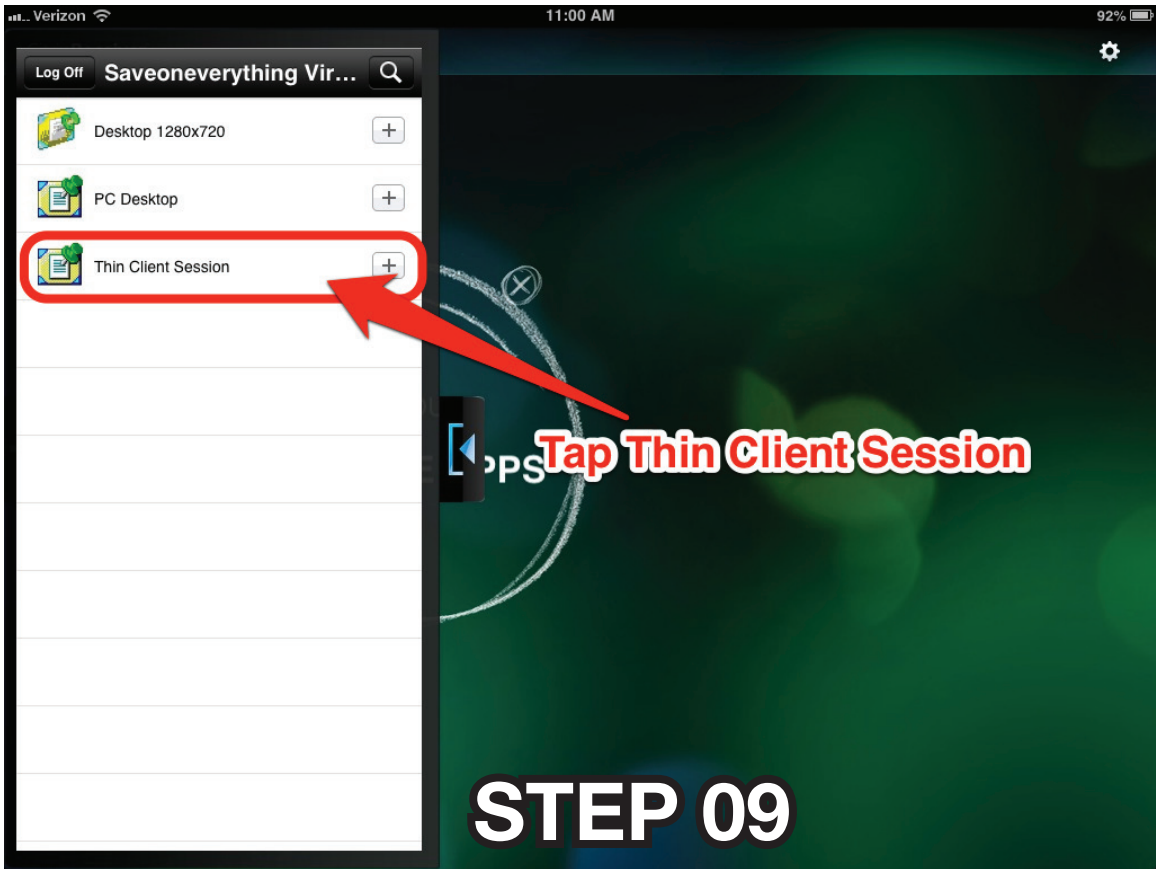 Verizon 11:00 AM 92%
Log Off Saveoneverything Vir...
Desktop 1280x720
PC Desktop
Thin Client Session
PPS
Tap Thin Client Session
STEP 09